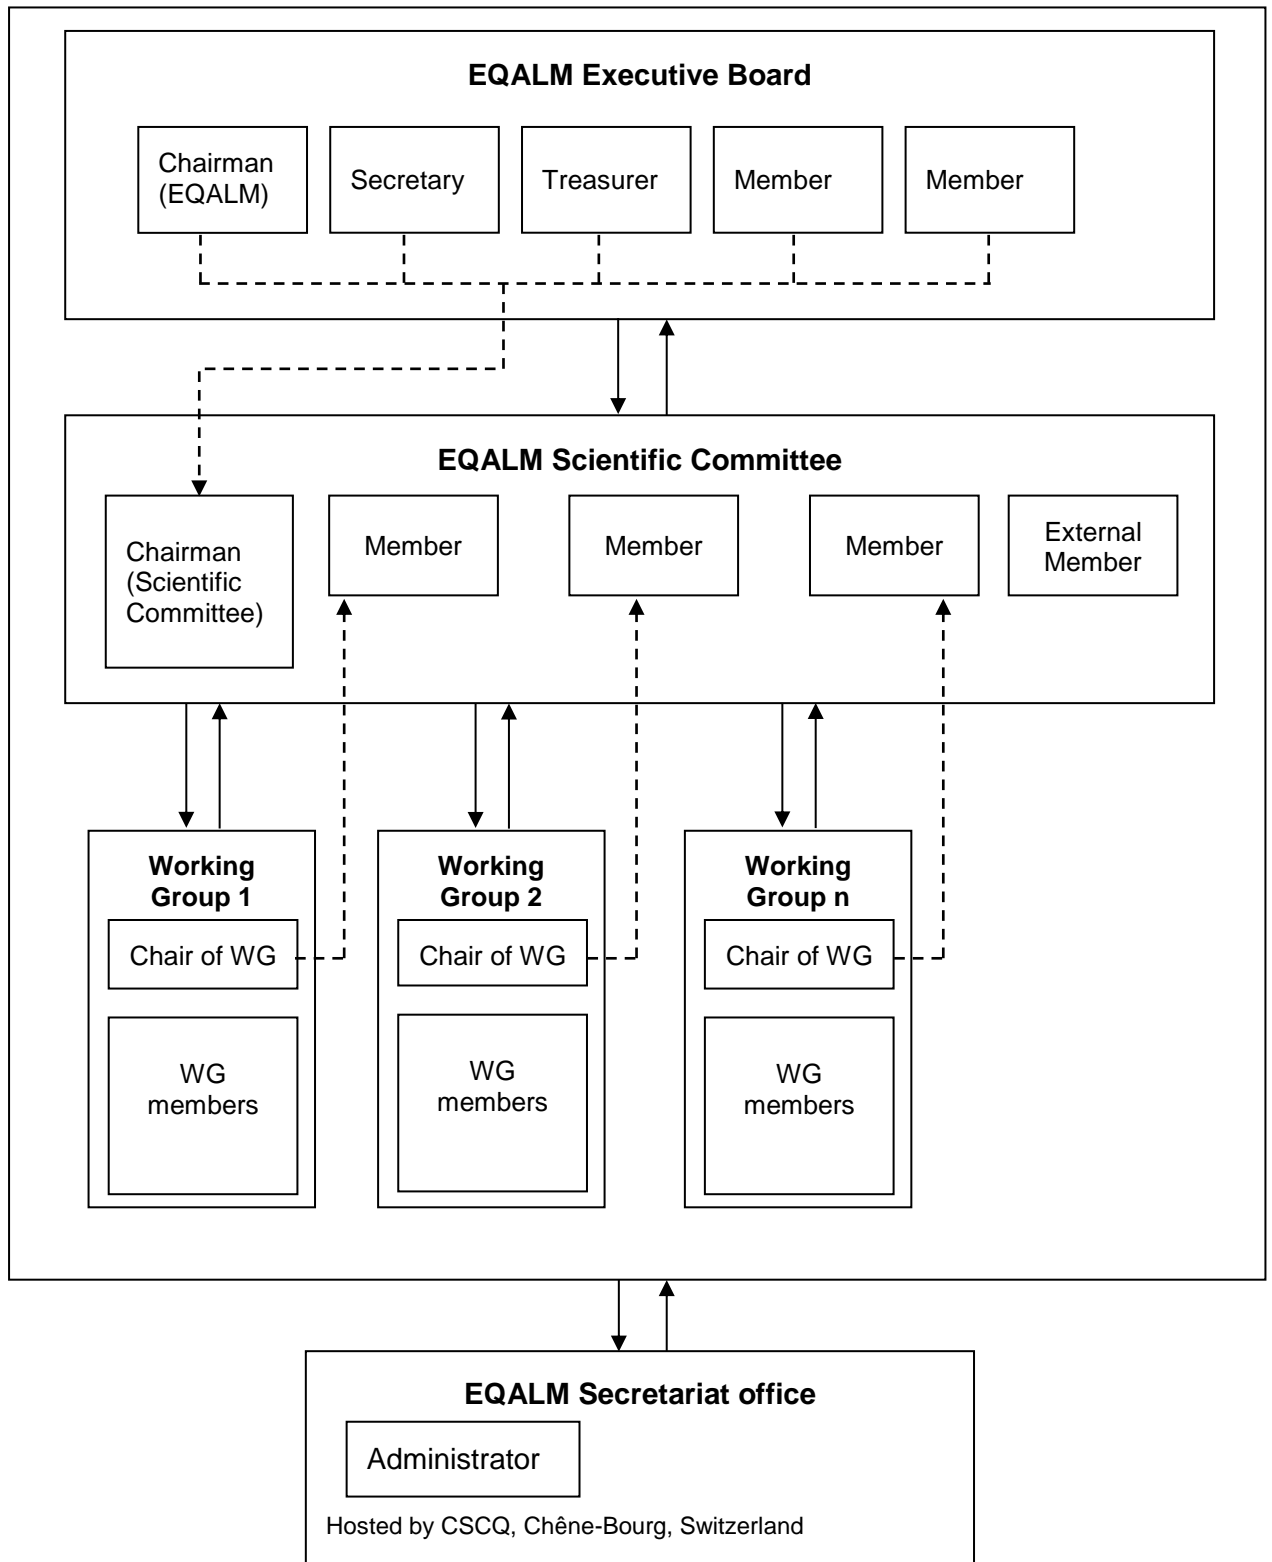 EQALM Executive Board
Chairman
(EQALM)
Secretary
Treasurer
Member
Member
EQALM Scientific Committee
Chairman
(Scientific
Committee)
Member
Member
Member
External
Member
Working
Group 1
Chair of WG
WG
members
Working
Group 2
Chair of WG
WG
members
Working
Group n
Chair of WG
WG
members
EQALM Secretariat office
Administrator
Hosted by CSCQ, Chêne-Bourg, Switzerland